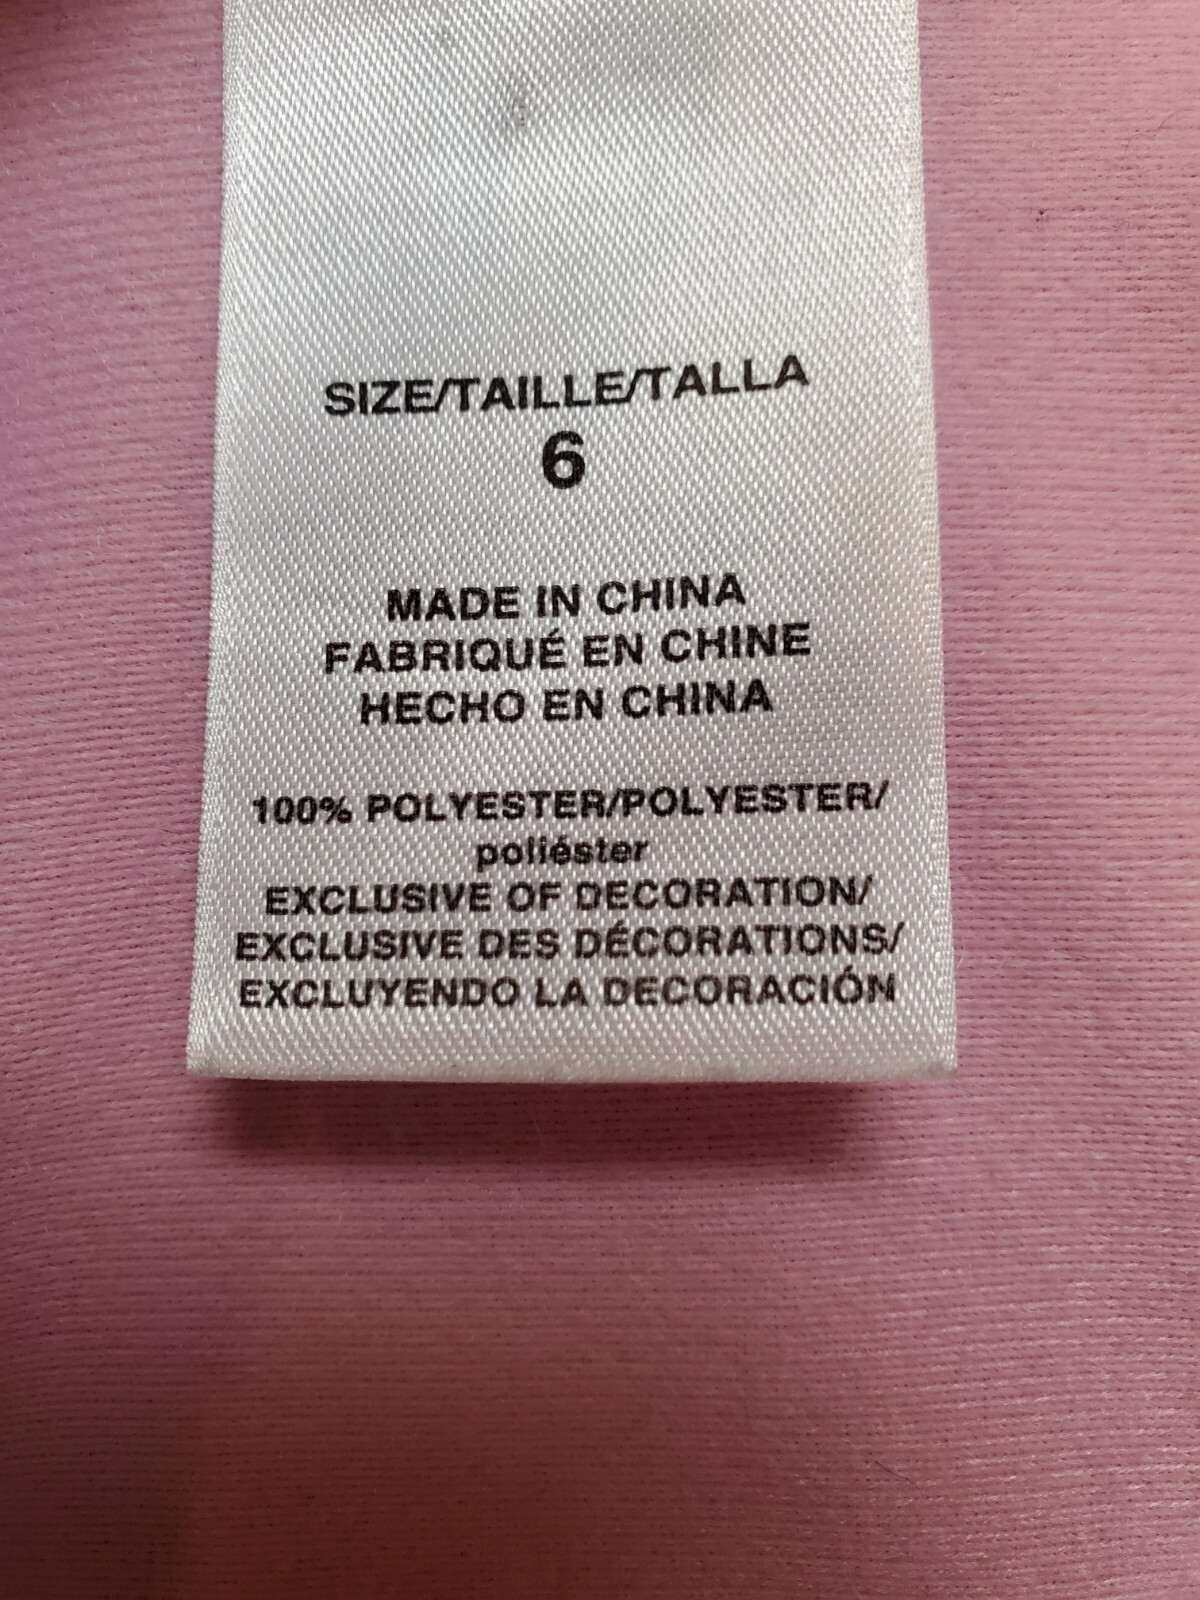 SIZE/TAILLE/TALLA
6
MADE IN CHINA
FABRIQUÉ EN CHINE
HECHO EN CHINA
100% POLYESTER/POLYESTER/
poliéster
EXCLUSIVE OF DECORATION/
EXCLUSIVE DES DÉCORATIONS/
EXCLUYENDO LA DECORACIÓN